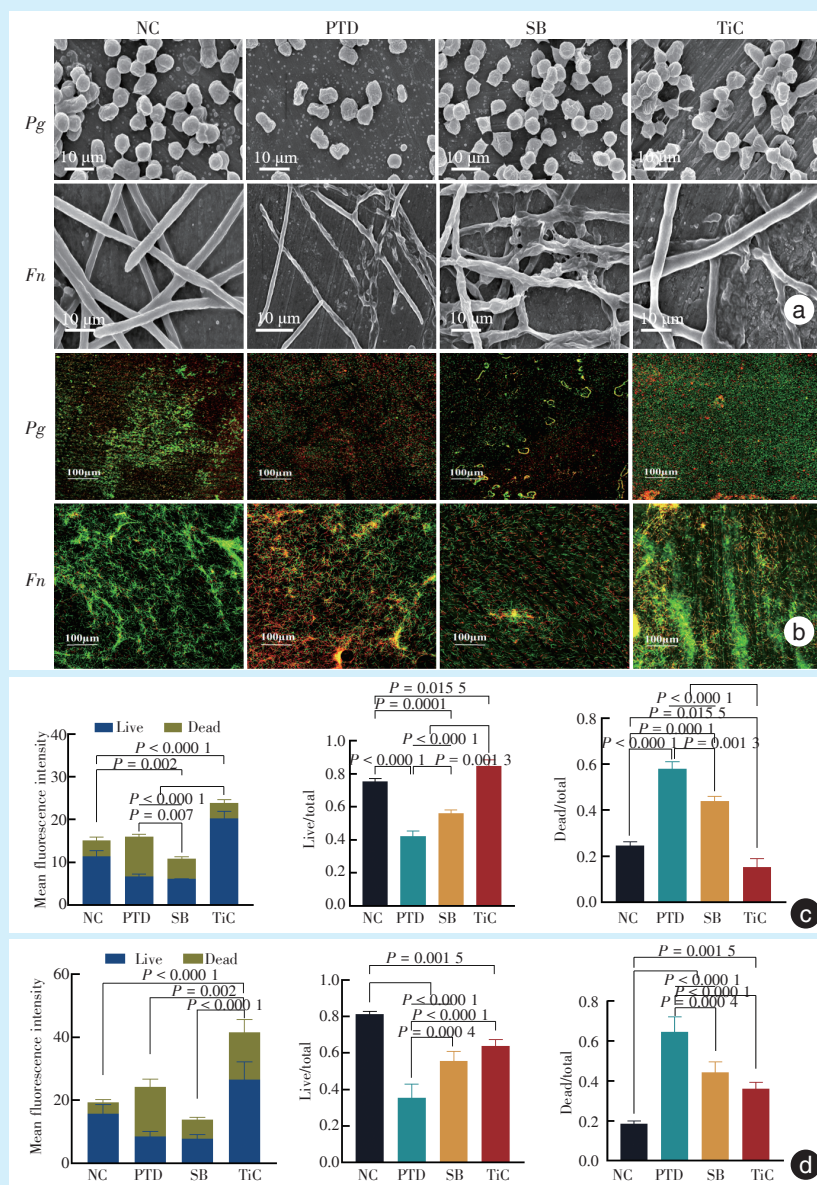 NC PTD SB TiC
Pg
10 μm 10 μm 10 μm 10 μm
Fn
10 μm 10 μm 10 μm 10 μm
a
Pg
100μm 100μm 100μm 100μm
Fn
100μm 100μm 100μm 100μm
b
Mean fluorescence intensity
Live Dead
P < 0.000 1
P = 0.002
P < 0.000 1
P = 0.007
40
30
20
10
0
NC PTD SB TiC
Live/total
P = 0.015 5
P = 0.0001
P < 0.000 1
P < 0.000 1 P = 0.001 3
1.0
0.8
0.6
0.4
0.2
0
NC PTD SB TiC
Dead/total
P < 0.000 1
P = 0.015 5
P = 0.000 1
P < 0.000 1 P = 0.001 3
0.8
0.6
0.4
0.2
0.0
NC PTD SB TiC
c
Mean fluorescence intensity
Live Dead
P < 0.000 1
P = 0.002
P < 0.000 1
60
40
20
0
NC PTD SB TiC
Live/total
P = 0.001 5
P < 0.000 1
P < 0.000 1
P = 0.000 4
1.0
0.8
0.6
0.4
0.2
0
NC PTD SB TiC
Dead/total
P = 0.001 5
P < 0.000 1
P < 0.000 1
P = 0.000 4
0.8
0.6
0.4
0.2
0.0
NC PTD SB TiC
d